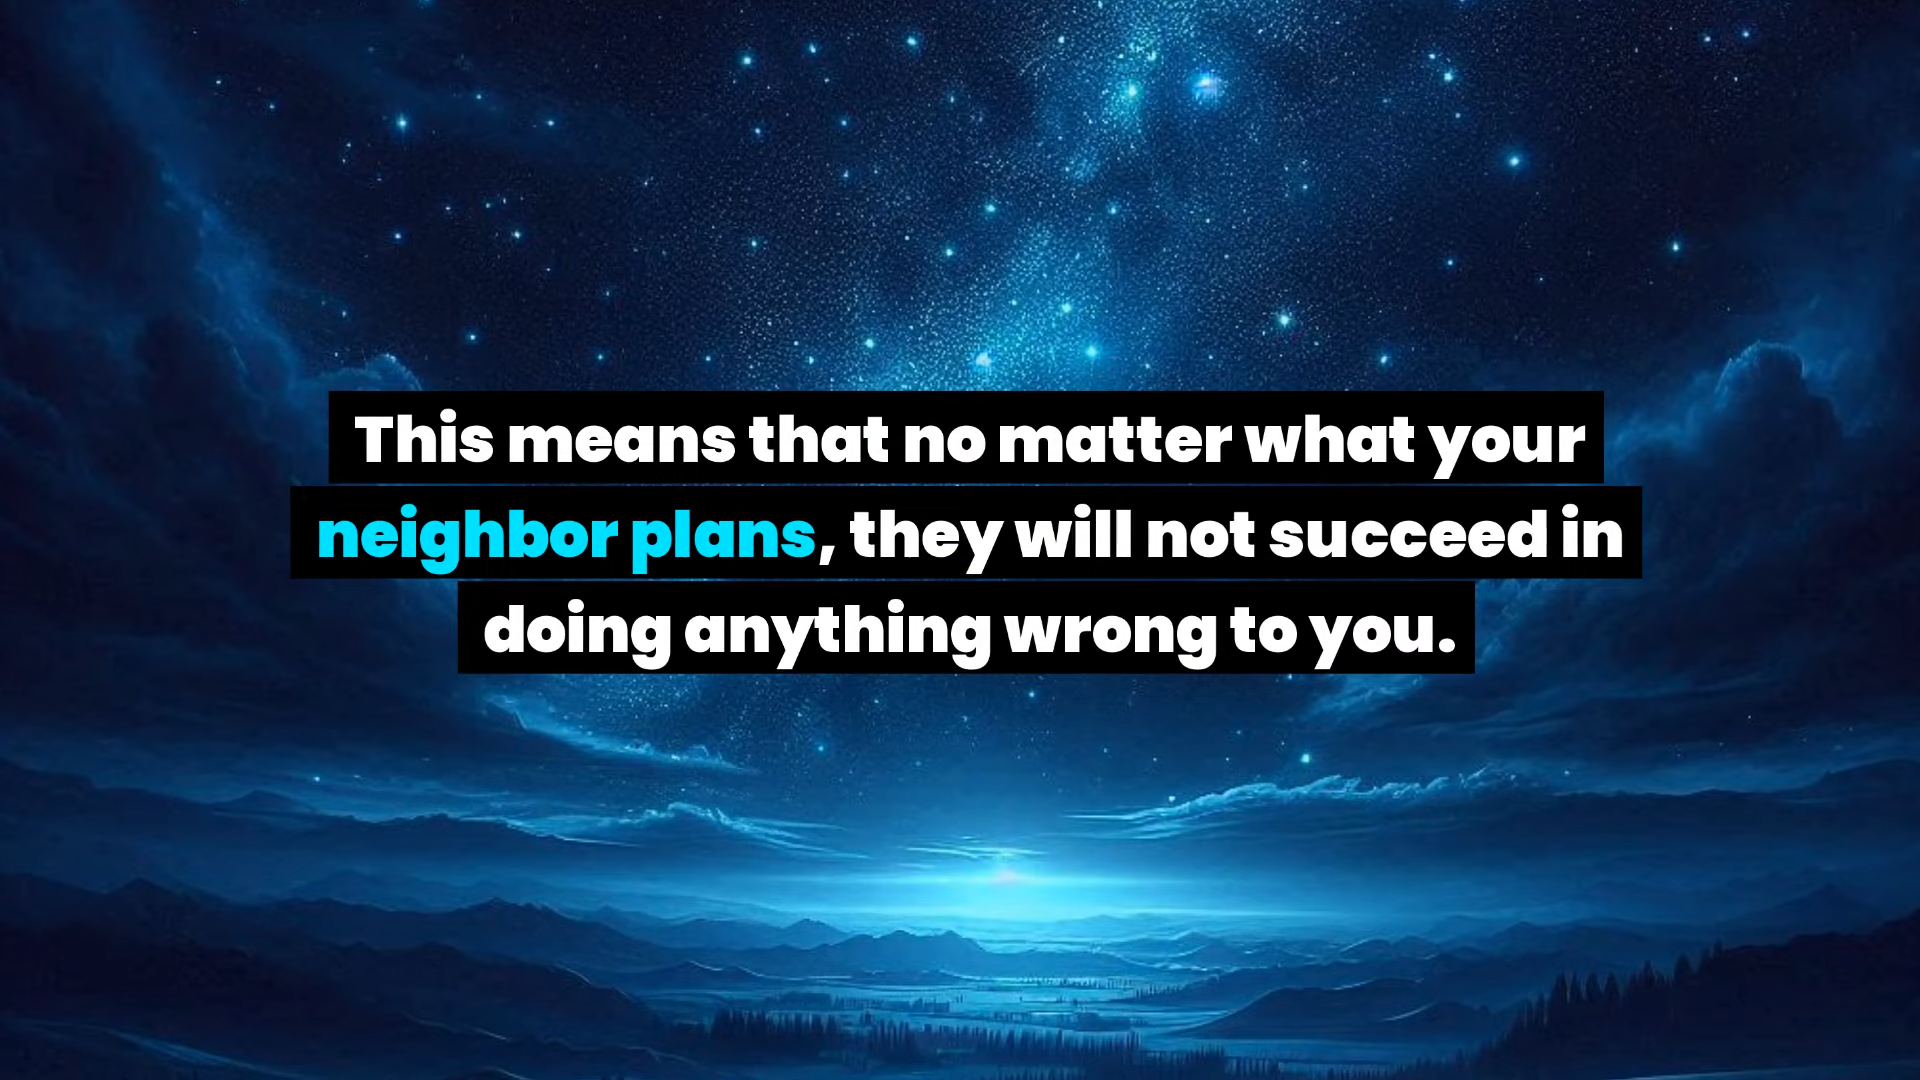 This means that no matter what your
neighbor plans, they will not succeed in
doing anything wrong to you.